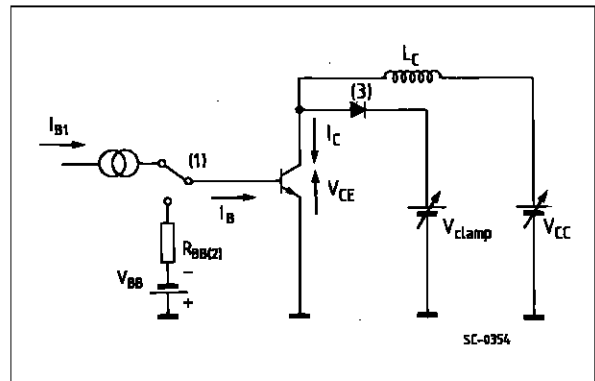 L_C
(3)
I_B1
(1)
I_C
V_CE
I_B
V_clamp
V_CC
R_BB(2)
V_BB
−
+
SC-0354